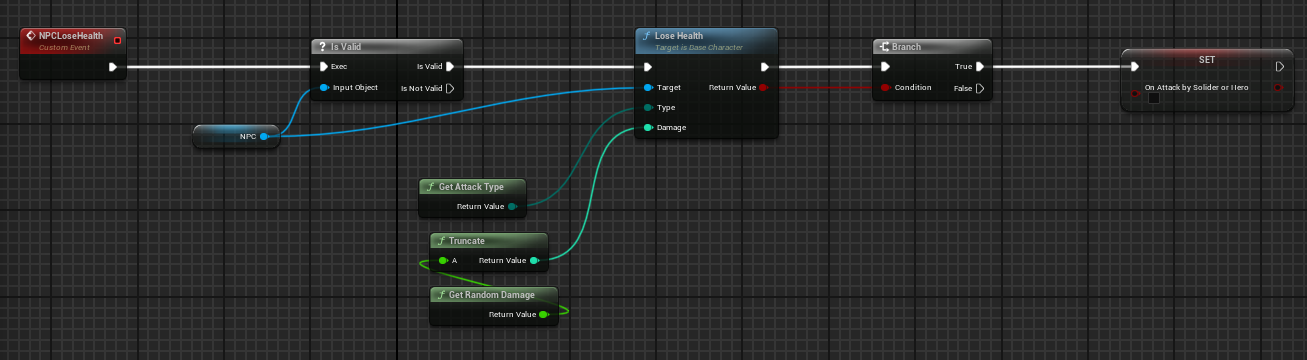 NPCLoseHealth
Custom Event
? Is Valid
Exec
Is Valid
Input Object
Is Not Valid
NPC
f Lose Health
Target is Base Character
Target
Return Value
Type
Damage
Branch
True
Condition
False
SET
On Attack by Solider or Hero
f Get Attack Type
Return Value
f Truncate
A
Return Value
f Get Random Damage
Return Value